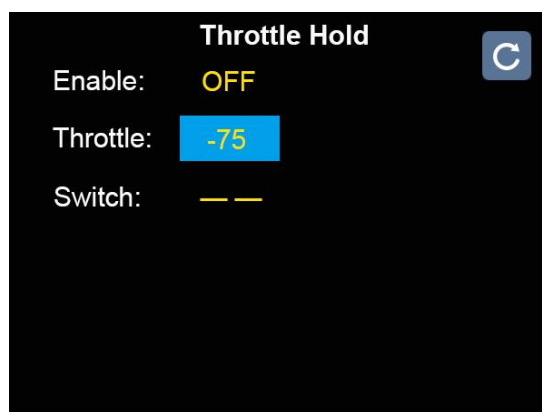 Throttle Hold
Enable: OFF
Throttle: -75
Switch: — —